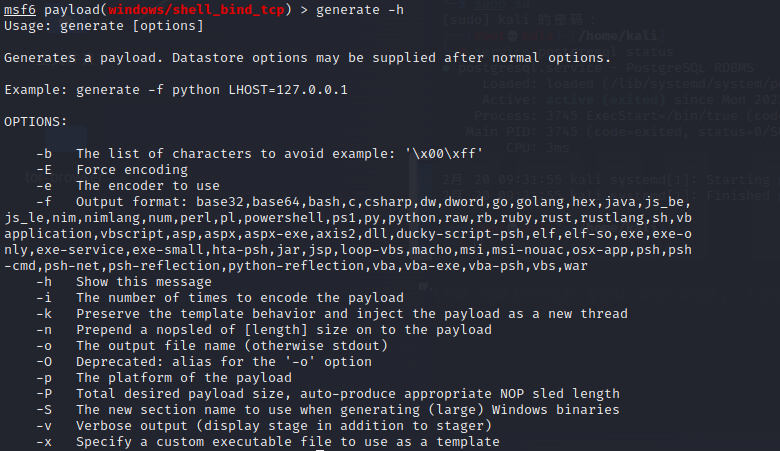 msf6 payload(windows/shell_bind_tcp) > generate -h
Usage: generate [options]
Generates a payload. Datastore options may be supplied after normal options.
Example: generate -f python LHOST=127.0.0.1
OPTIONS:
-b The list of characters to avoid example: '\x00\xff'
-E Force encoding
-e The encoder to use
-f Output format: base32,base64,bash,c,csharp,dw,dword,go,golang,hex,java,js_be,
js_le,nim,nimlang,num,perl,pl,powershell,ps1,py,python,raw,rb,ruby,rust,rustlang,sh,vb
application,vbscript,asp,aspx,aspx-exe,axis2,dll,ducky-script-psh,elf,elf-so,exe,exe-o
nly,exe-service,exe-small,hta-psh,jar,jsp,loop-vbs,macho,msi,msi-nouac,osx-app,psh,psh
-cmd,psh-net,psh-reflection,python-reflection,vba,vba-exe,vba-psh,vbs,war
-h Show this message
-i The number of times to encode the payload
-k Preserve the template behavior and inject the payload as a new thread
-n Prepend a nopsled of [length] size on to the payload
-o The output file name (otherwise stdout)
-O Deprecated: alias for the '-o' option
-p The platform of the payload
-P Total desired payload size, auto-produce appropriate NOP sled length
-S The new section name to use when generating (large) Windows binaries
-v Verbose output (display stage in addition to stager)
-x Specify a custom executable file to use as a template